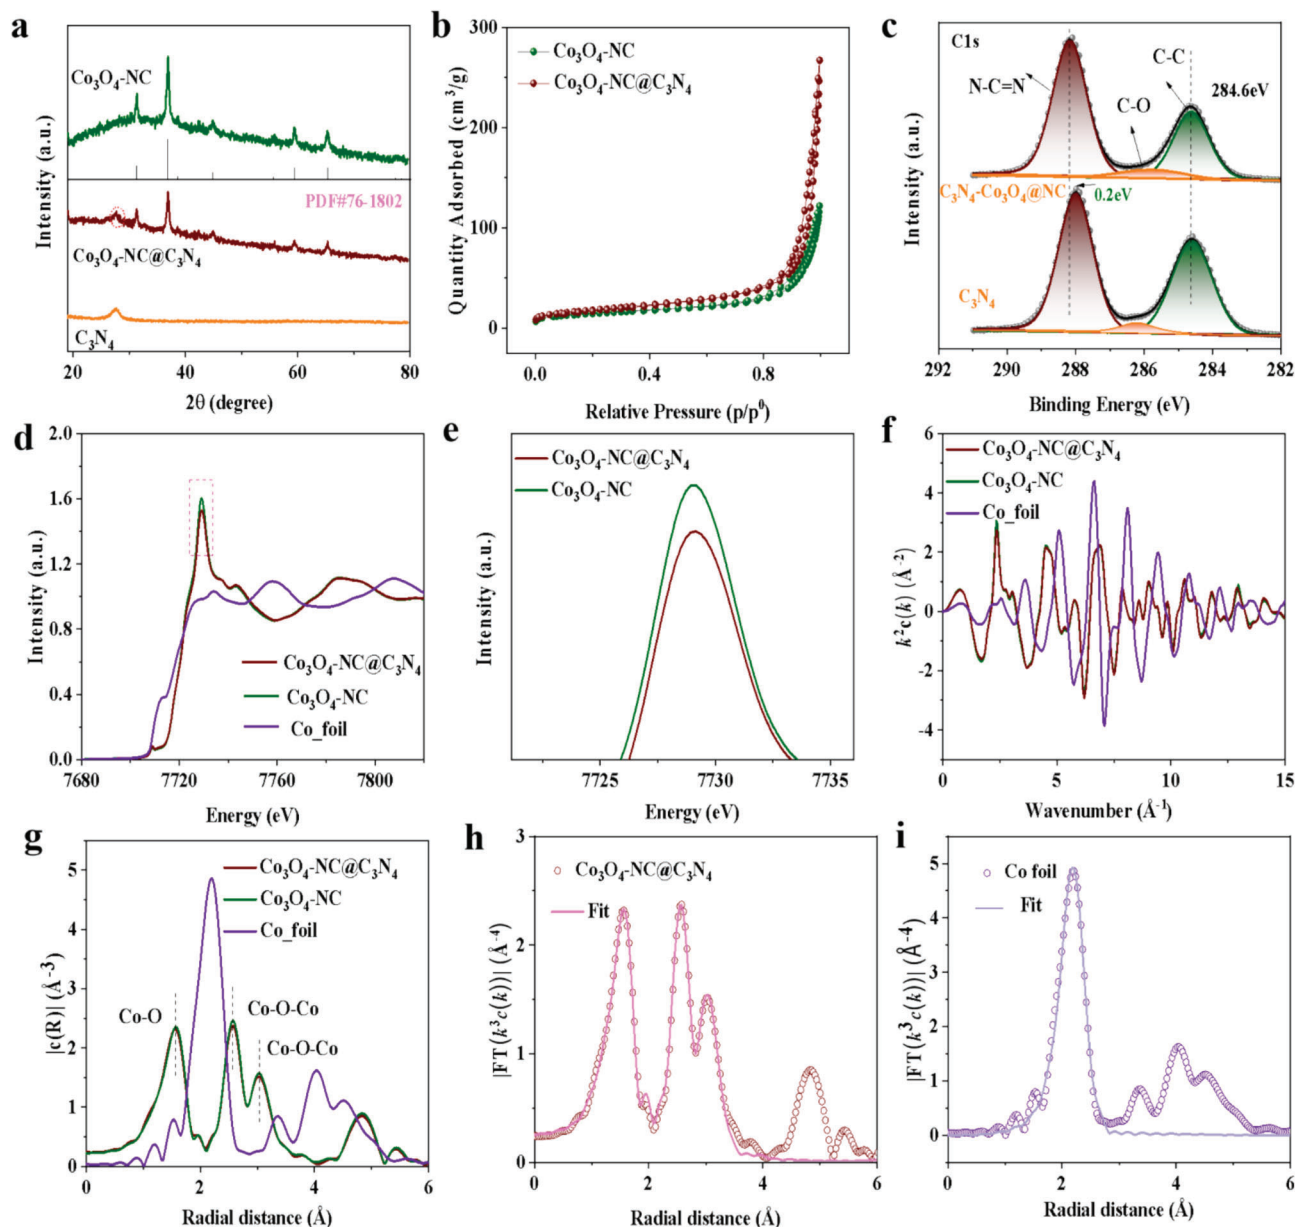 a
Co₃O₄-NC
PDF#76-1802
Co₃O₄-NC@C₃N₄
C₃N₄
Intensity (a.u.)
20 40 60 80
2θ (degree)
b
300
200
100
0
Co₃O₄-NC
Co₃O₄-NC@C₃N₄
Quantity Adsorbed (cm³/g)
0.0 0.4 0.6 0.8
Relative Pressure (p/p⁰)
c
C1s
C-C
N-C=N
284.6eV
C-O
C₃N₄-Co₃O₄@NC
0.2eV
C₃N₄
Intensity (a.u.)
292 290 288 286 284 282
Binding Energy (eV)
d
2.0
1.6
1.2
0.8
0.4
0.0
Intensity (a.u.)
Co₃O₄-NC@C₃N₄
Co₃O₄-NC
Co_foil
7680 7720 7760 7800
Energy (eV)
e
Co₃O₄-NC@C₃N₄
Co₃O₄-NC
Intensity (a.u.)
7725 7730 7735
Energy (eV)
f
6
4
2
0
-2
-4
Co₃O₄-NC@C₃N₄
Co₃O₄-NC
Co_foil
k²c(k) (Å⁻²)
0 5 10 15
Wavenumber (Å⁻¹)
g
5
4
3
2
1
0
Co₃O₄-NC@C₃N₄
Co₃O₄-NC
Co_foil
Co-O
Co-O-Co
Co-O-Co
|c(R)| (Å⁻³)
0 2 4 6
Radial distance (Å)
h
3
2
1
0
Co₃O₄-NC@C₃N₄
Fit
|FT(k³c(k))| (Å⁻⁴)
0 2 4 6
Radial distance (Å)
i
5
4
3
2
1
0
Co foil
Fit
|FT(k³c(k))| (Å⁻⁴)
0 2 4 6
Radial distance (Å)